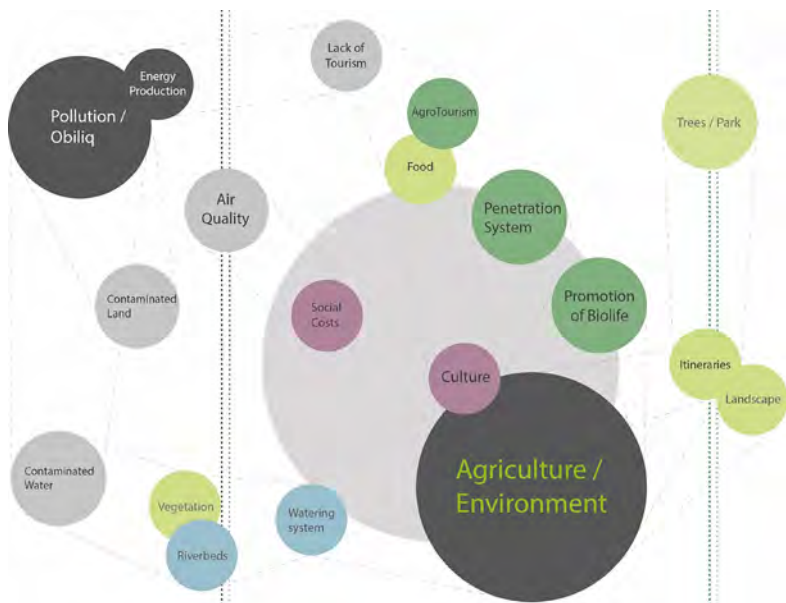 Lack of
Tourism
Energy
Production
Pollution /
Obiliq
AgroTourism
Trees / Park
Food
Air
Quality
Penetration
System
Contaminated
Land
Social
Costs
Promotion
of Biolife
Culture
Itineraries
Landscape
Contaminated
Water
Agriculture /
Environment
Vegetation
Watering
system
Riverbeds